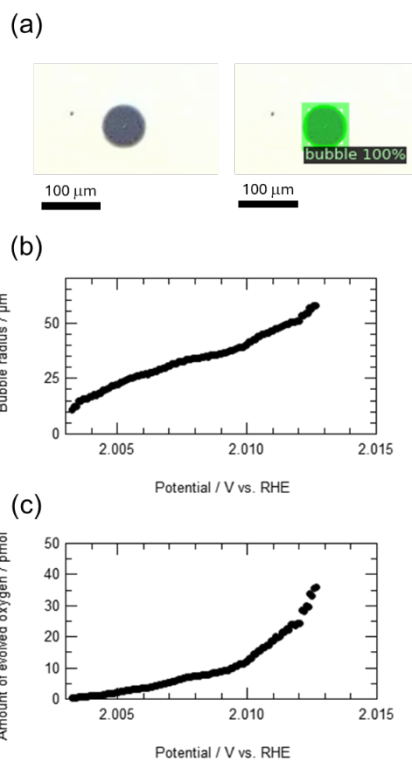 (a)
bubble 100%
100 μm
100 μm
(b)
Bubble radius / μm
50
25
0
2.005
2.010
2.015
Potential / V vs. RHE
(c)
Amount of evolved oxygen / pmol
50
40
30
20
10
0
2.005
2.010
2.015
Potential / V vs. RHE